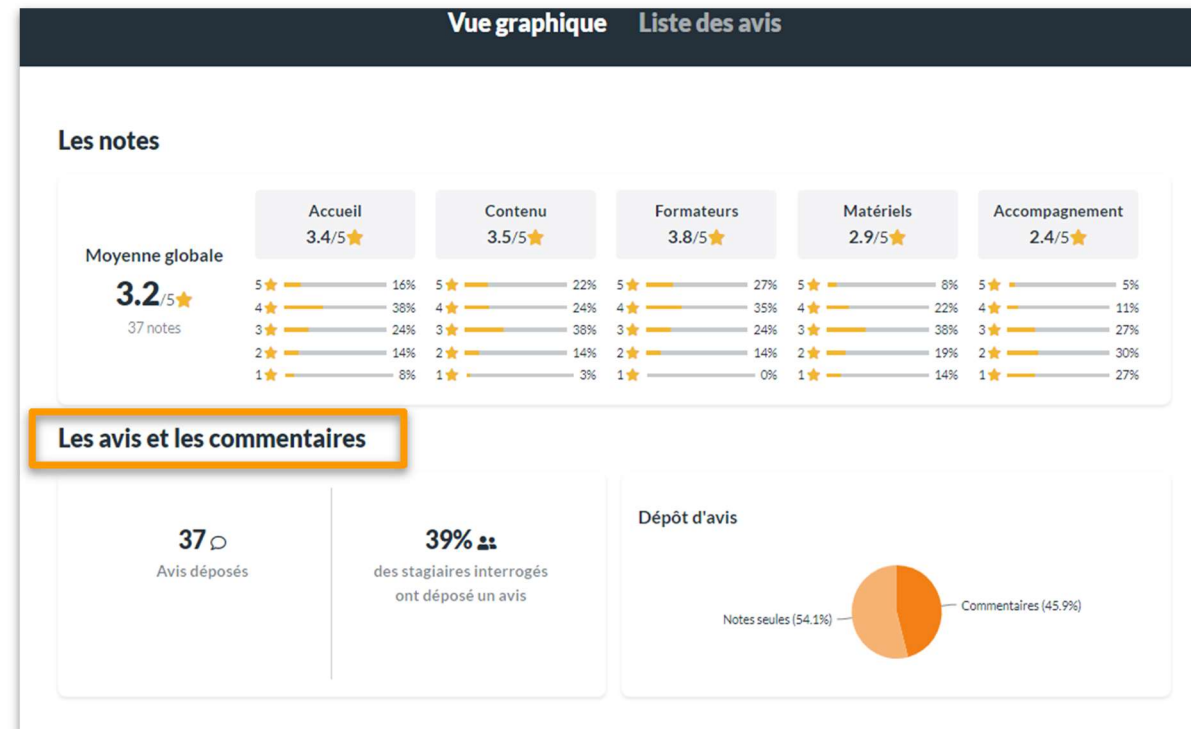 Vue graphique Liste des avis
Les notes
Moyenne globale
3.2/5
37 notes
Accueil
3.4/5
5 16%
4 38%
3 24%
2 14%
1 8%
Contenu
3.5/5
5 22%
4 24%
3 38%
2 14%
1 3%
Formateurs
3.8/5
5 27%
4 35%
3 24%
2 14%
1 0%
Matériels
2.9/5
5 8%
4 22%
3 38%
2 19%
1 14%
Accompagnement
2.4/5
5 5%
4 11%
3 27%
2 30%
1 27%
Les avis et les commentaires
37
Avis déposés
39%
des stagiaires interrogés
ont déposé un avis
Dépôt d'avis
Notes seules (54.1%)
Commentaires (45.9%)